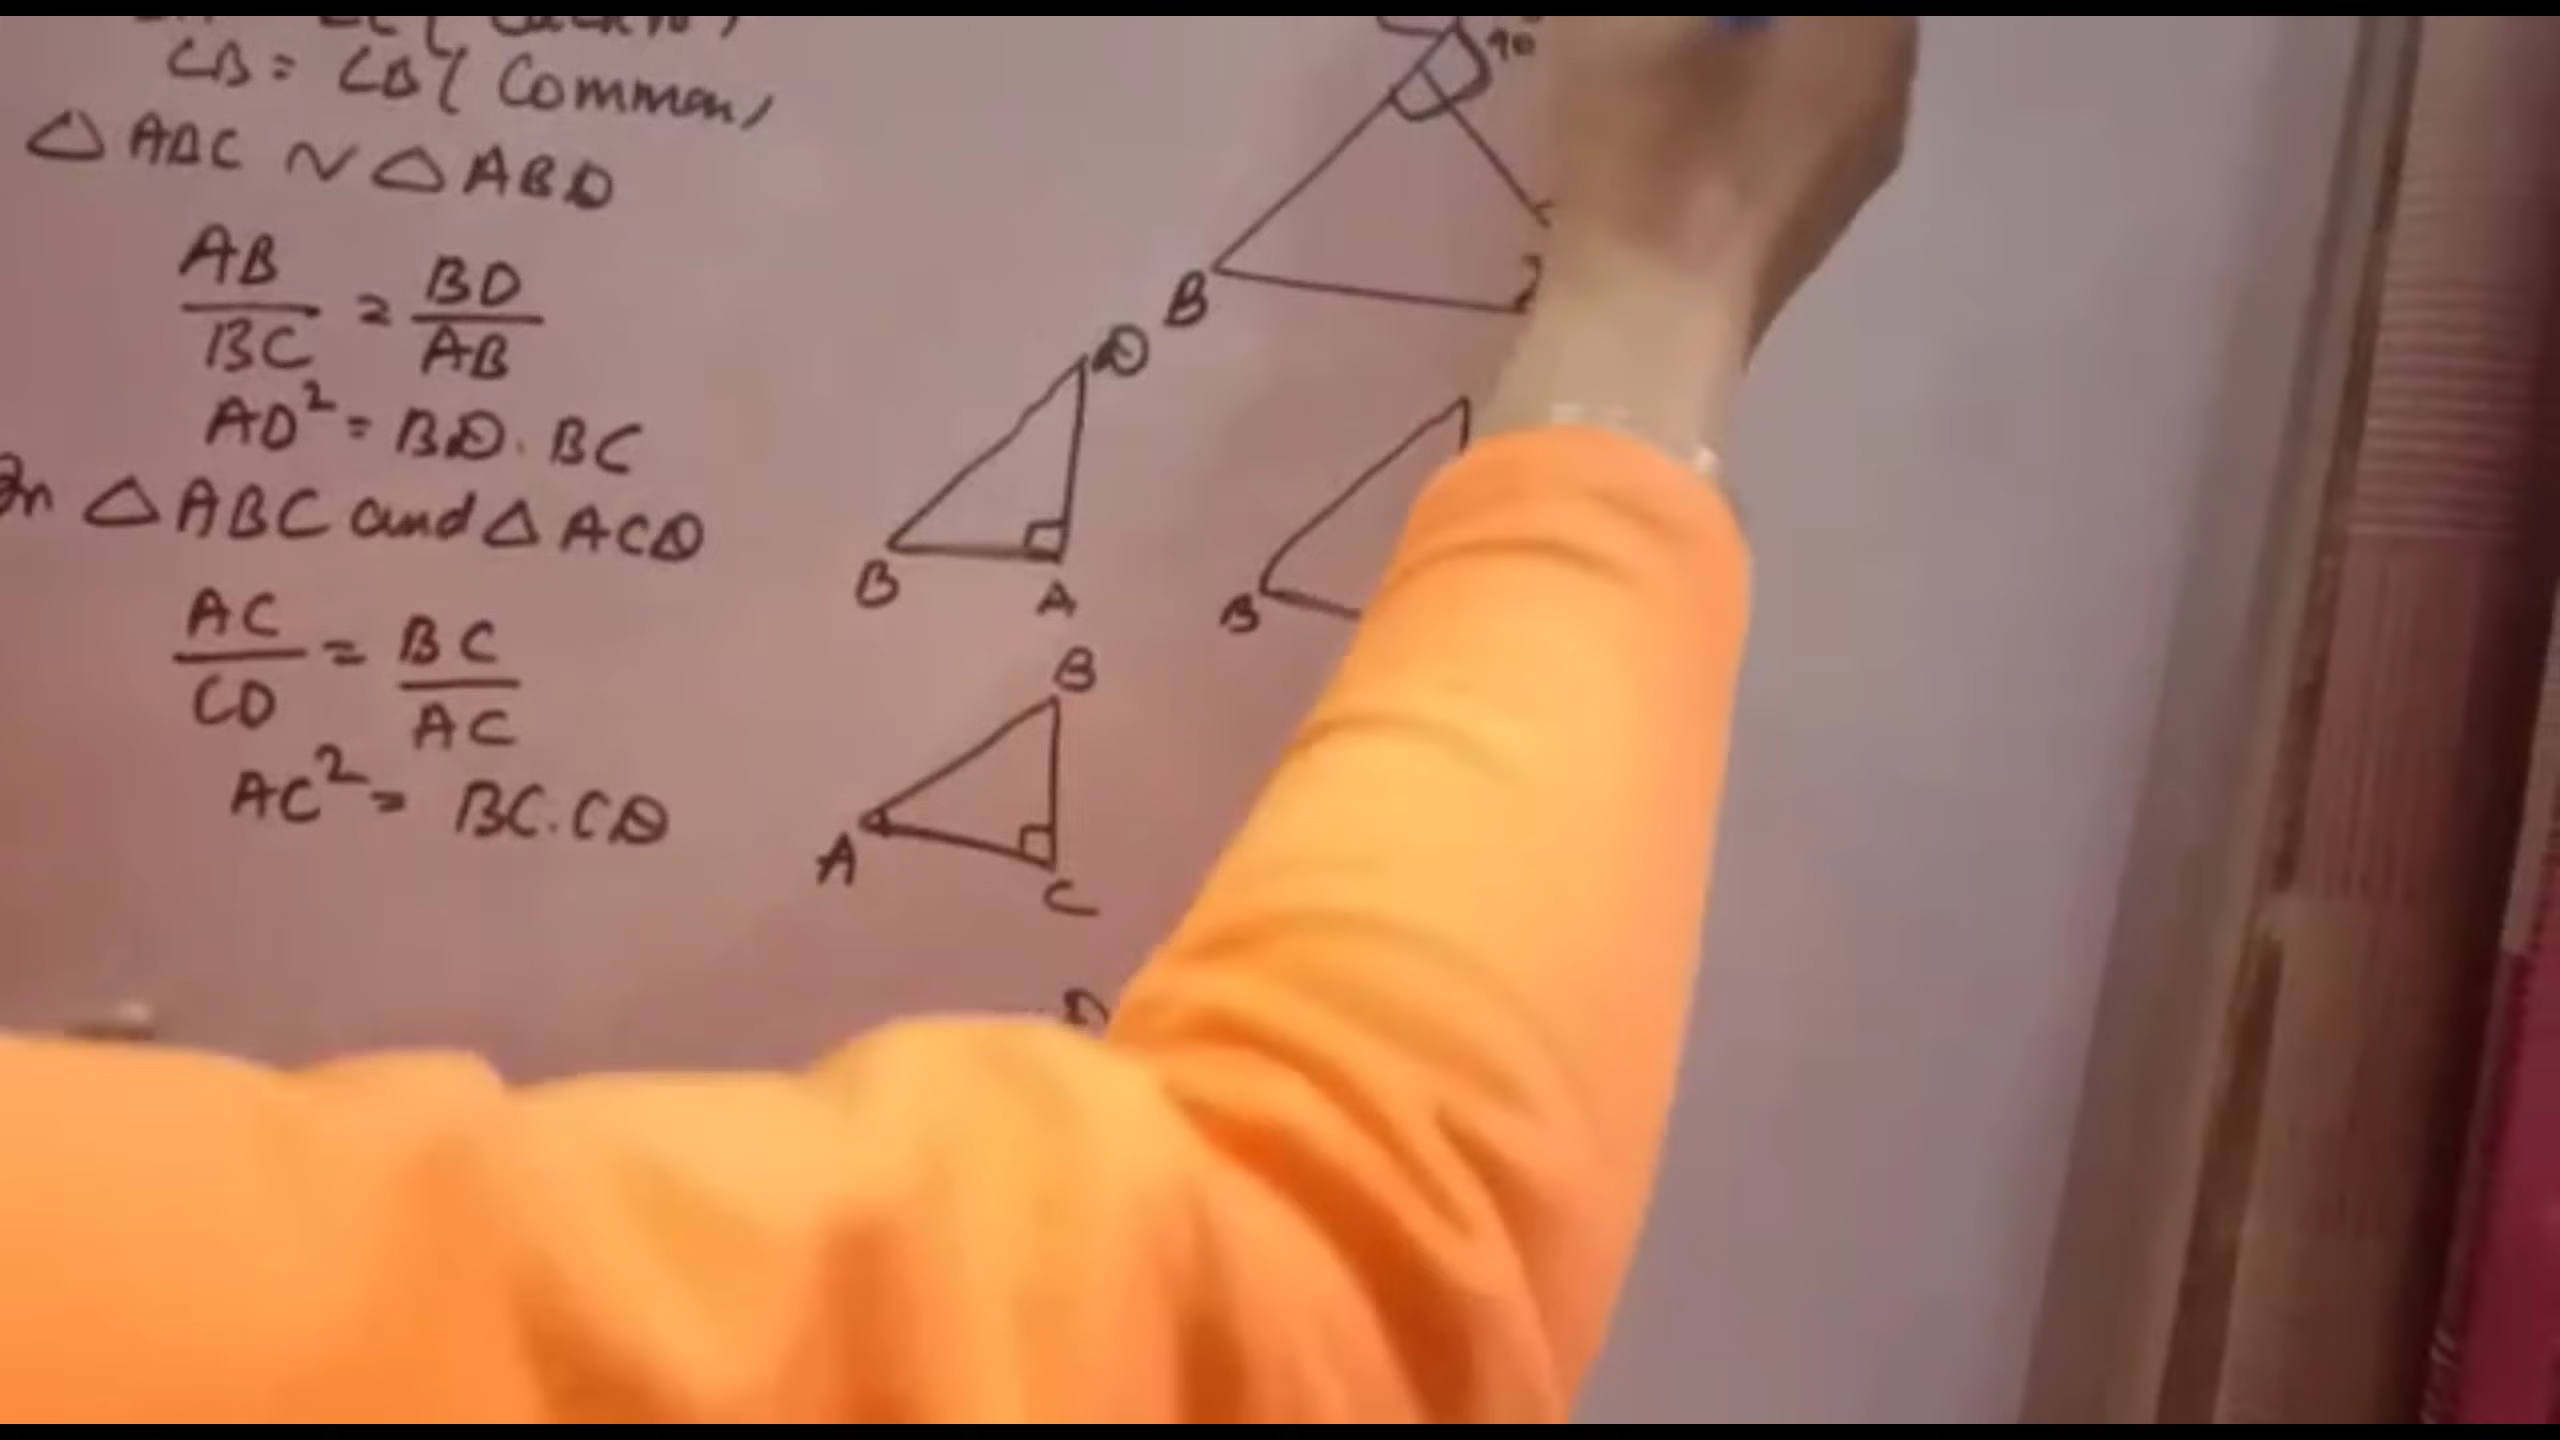 ∠B = ∠B ( Common)
△ ABC ~ △ ABD
AB/BC = BD/AB
AD² = BD . BC
In △ ABC and △ ACD
AC/CD = BC/AC
AC² = BC . CD
90
B
D
B
A
B
B
A
C
D